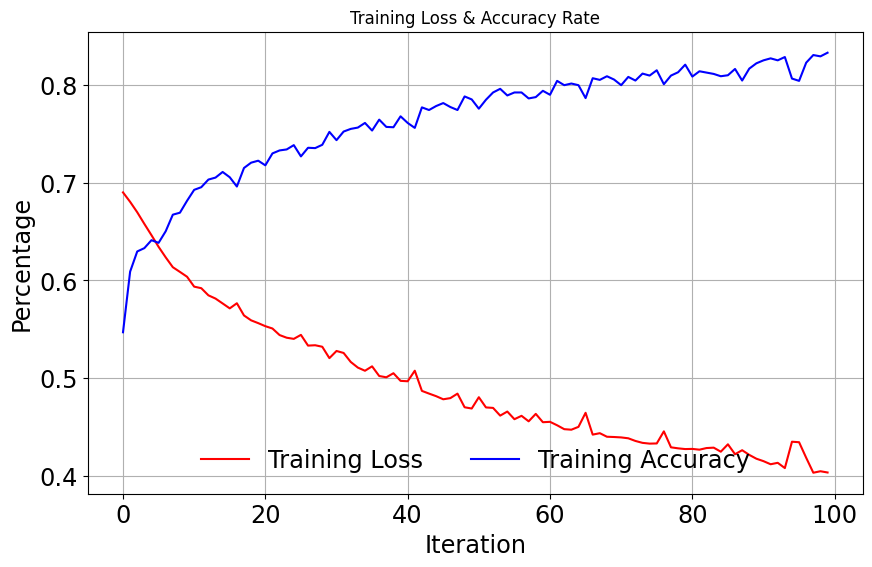 Training Loss & Accuracy Rate
0.8
0.7
0.6
0.5
0.4
Percentage
Training Loss
Training Accuracy
0
20
40
60
80
100
Iteration